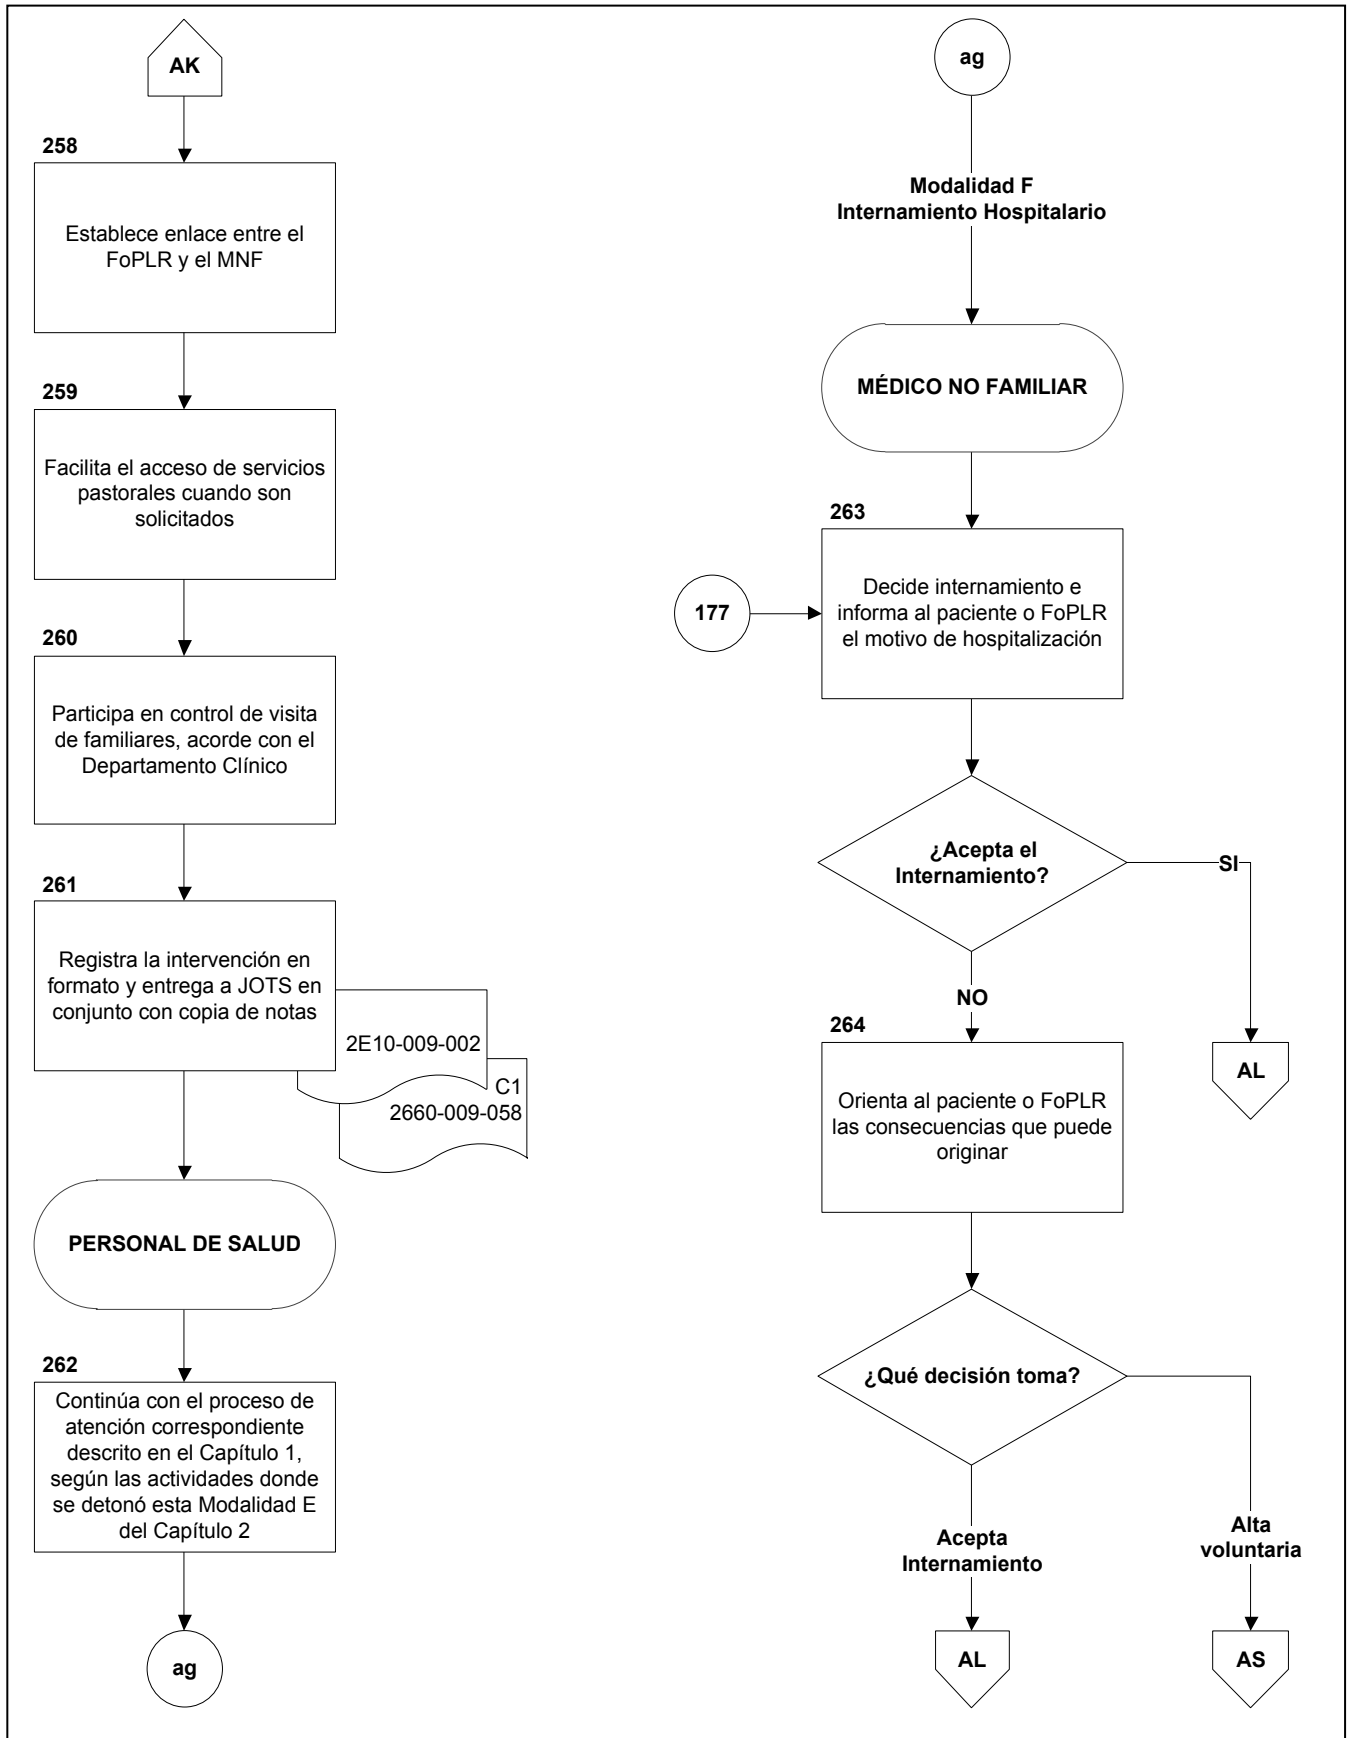 AK
258
Establece enlace entre el
FoPLR y el MNF
259
Facilita el acceso de servicios
pastorales cuando son
solicitados
260
Participa en control de visita
de familiares, acorde con el
Departamento Clínico
261
Registra la intervención en
formato y entrega a JOTS en
conjunto con copia de notas
2E10-009-002
C1
2660-009-058
PERSONAL DE SALUD
262
Continúa con el proceso de
atención correspondiente
descrito en el Capítulo 1,
según las actividades donde
se detonó esta Modalidad E
del Capítulo 2
ag
ag
Modalidad F
Internamiento Hospitalario
MÉDICO NO FAMILIAR
263
177
Decide internamiento e
informa al paciente o FoPLR
el motivo de hospitalización
¿Acepta el
Internamiento?
SI
AL
NO
264
Orienta al paciente o FoPLR
las consecuencias que puede
originar
¿Qué decisión toma?
Acepta
Internamiento
Alta
voluntaria
AL
AS